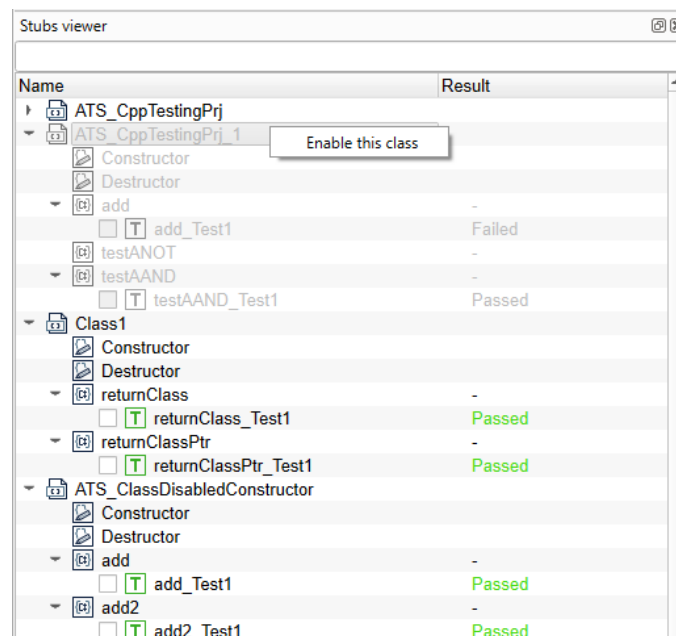 Stubs viewer
Name Result
ATS_CppTestingPrj
ATS_CppTestingPrj_1
Enable this class
Constructor
Destructor
add -
add_Test1 Failed
testANOT -
testAAND -
testAAND_Test1 Passed
Class1
Constructor
Destructor
returnClass -
returnClass_Test1 Passed
returnClassPtr -
returnClassPtr_Test1 Passed
ATS_ClassDisabledConstructor
Constructor
Destructor
add -
add_Test1 Passed
add2 -
add2_Test1 Passed